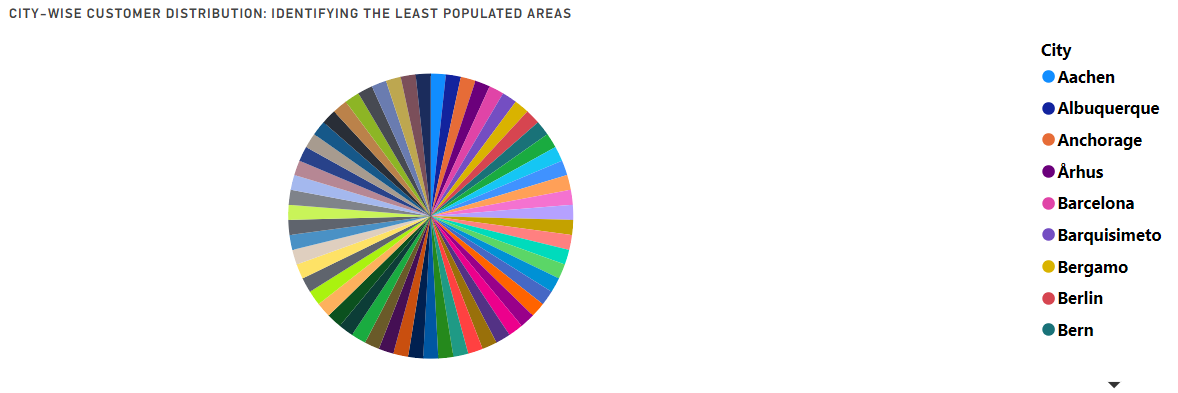 CITY-WISE CUSTOMER DISTRIBUTION: IDENTIFYING THE LEAST POPULATED AREAS
City
Aachen
Albuquerque
Anchorage
Århus
Barcelona
Barquisimeto
Bergamo
Berlin
Bern